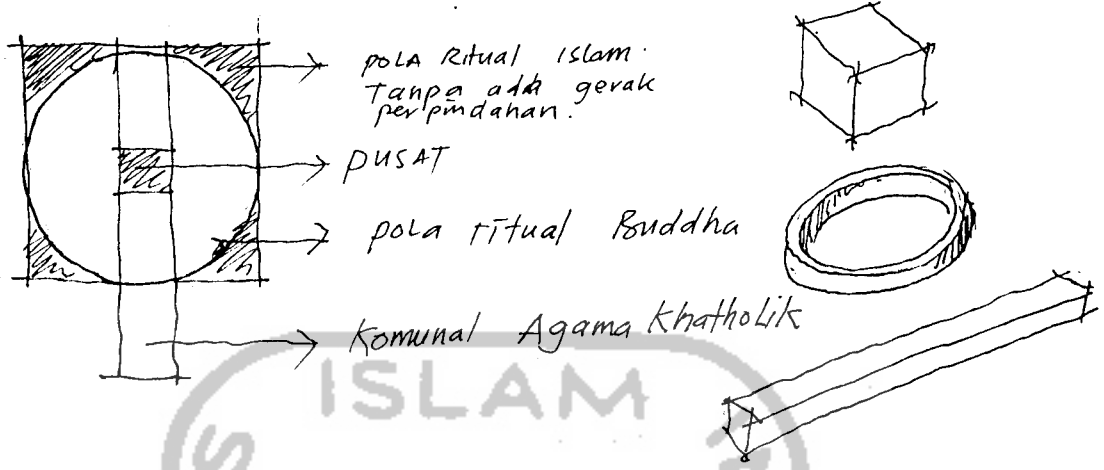 pola Ritual Islam.
Tanpa ada gerak
perpindahan.
pusat
pola ritual Buddha
Komunal Agama Khatholik
ISLAM